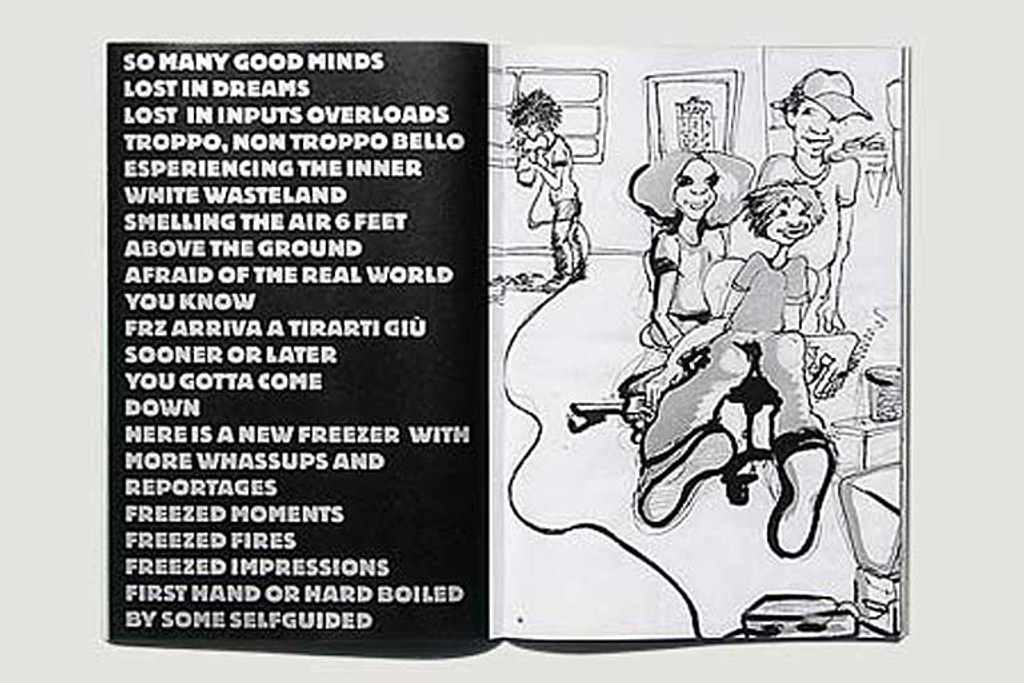 SO MANY GOOD MINDS
LOST IN DREAMS
LOST IN INPUTS OVERLOADS
TROPPO, NON TROPPO BELLO
ESPERIENCING THE INNER
WHITE WASTELAND
SMELLING THE AIR 6 FEET
ABOVE THE GROUND
AFRAID OF THE REAL WORLD
YOU KNOW
FRZ ARRIVA A TIRARTI GIÙ
SOONER OR LATER
YOU GOTTA COME
DOWN
HERE IS A NEW FREEZER WITH
MORE WHASSUPS AND
REPORTAGES
FREEZED MOMENTS
FREEZED FIRES
FREEZED IMPRESSIONS
FIRST HAND OR HARD BOILED
BY SOME SELFGUIDED